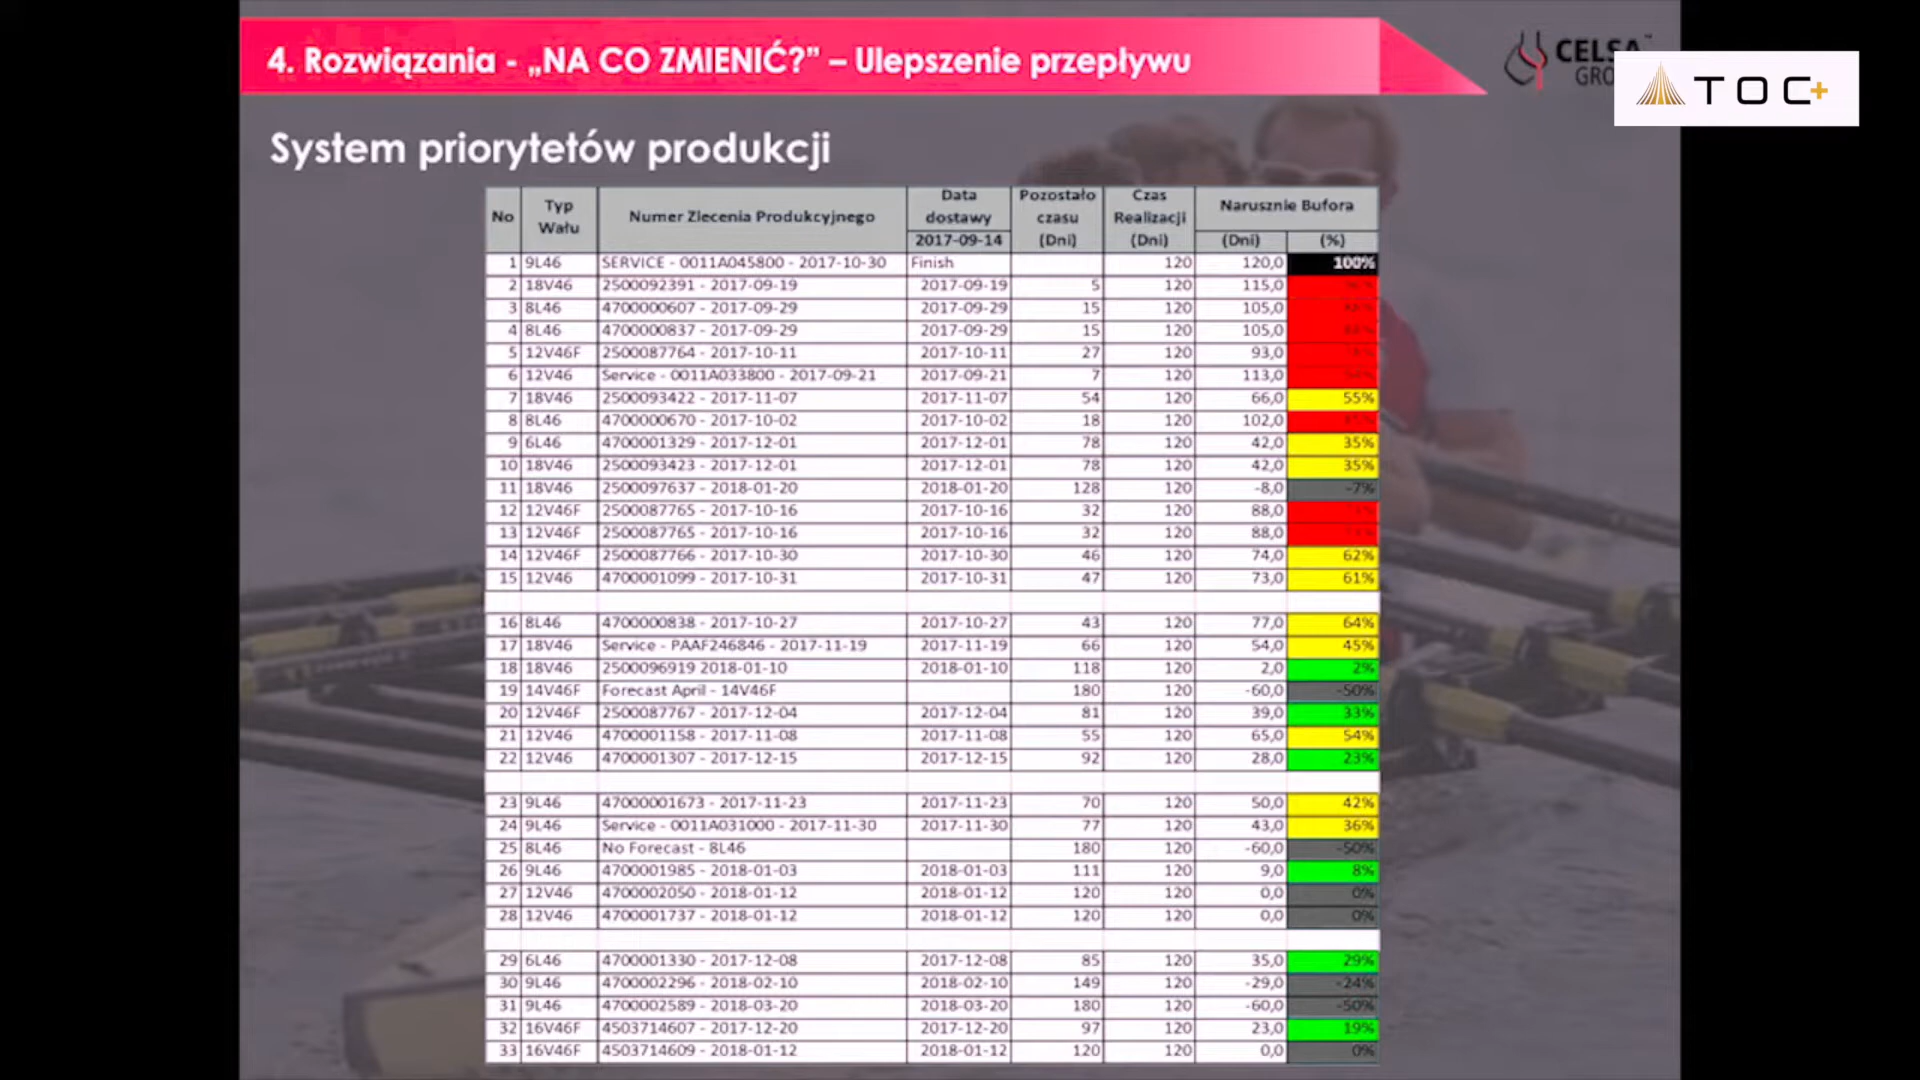 4. Rozwiązania - „NA CO ZMIENIĆ?” – Ulepszenie przepływu
CELSA
GRO
TOC+
System priorytetów produkcji
No Typ Wału Numer Zlecenia Produkcyjnego Data dostawy Pozostało czasu (Dni) Czas Realizacji (Dni) Narusznie Bufora
2017-09-14 (Dni) (%)
1 9L46 SERVICE - 0011A045800 - 2017-10-30 Finish 120 120,0 100%
2 18V46 2500092391 - 2017-09-19 2017-09-19 5 120 115,0
3 8L46 4700000607 - 2017-09-29 2017-09-29 15 120 105,0
4 8L46 4700000837 - 2017-09-29 2017-09-29 15 120 105,0
5 12V46F 2500087764 - 2017-10-11 2017-10-11 27 120 93,0
6 12V46 Service - 0011A033800 - 2017-09-21 2017-09-21 7 120 113,0
7 18V46 2500093422 - 2017-11-07 2017-11-07 54 120 66,0 55%
8 8L46 4700000670 - 2017-10-02 2017-10-02 18 120 102,0
9 6L46 4700001329 - 2017-12-01 2017-12-01 78 120 42,0 35%
10 18V46 2500093423 - 2017-12-01 2017-12-01 78 120 42,0 35%
11 18V46 2500097637 - 2018-01-20 2018-01-20 128 120 -8,0 -7%
12 12V46F 2500087765 - 2017-10-16 2017-10-16 32 120 88,0
13 12V46F 2500087765 - 2017-10-16 2017-10-16 32 120 88,0
14 12V46F 2500087766 - 2017-10-30 2017-10-30 46 120 74,0 62%
15 12V46 4700001099 - 2017-10-31 2017-10-31 47 120 73,0 61%
16 8L46 4700000838 - 2017-10-27 2017-10-27 43 120 77,0 64%
17 18V46 Service - PAAF246846 - 2017-11-19 2017-11-19 66 120 54,0 45%
18 18V46 2500096919 2018-01-10 2018-01-10 118 120 2,0 2%
19 14V46F Forecast April - 14V46F 180 120 -60,0 -50%
20 12V46F 2500087767 - 2017-12-04 2017-12-04 81 120 39,0 33%
21 12V46 4700001158 - 2017-11-08 2017-11-08 55 120 65,0 54%
22 12V46 4700001307 - 2017-12-15 2017-12-15 92 120 28,0 23%
23 9L46 47000001673 - 2017-11-23 2017-11-23 70 120 50,0 42%
24 9L46 Service - 0011A031000 - 2017-11-30 2017-11-30 77 120 43,0 36%
25 8L46 No Forecast - 8L46 180 120 -60,0 -50%
26 9L46 4700001985 - 2018-01-03 2018-01-03 111 120 9,0 8%
27 12V46 4700002050 - 2018-01-12 2018-01-12 120 120 0,0 0%
28 12V46 4700001737 - 2018-01-12 2018-01-12 120 120 0,0 0%
29 6L46 4700001330 - 2017-12-08 2017-12-08 85 120 35,0 29%
30 9L46 4700002296 - 2018-02-10 2018-02-10 149 120 -29,0 -24%
31 9L46 4700002589 - 2018-03-20 2018-03-20 180 120 -60,0 -50%
32 16V46F 4503714607 - 2017-12-20 2017-12-20 97 120 23,0 19%
33 16V46F 4503714609 - 2018-01-12 2018-01-12 120 120 0,0 0%